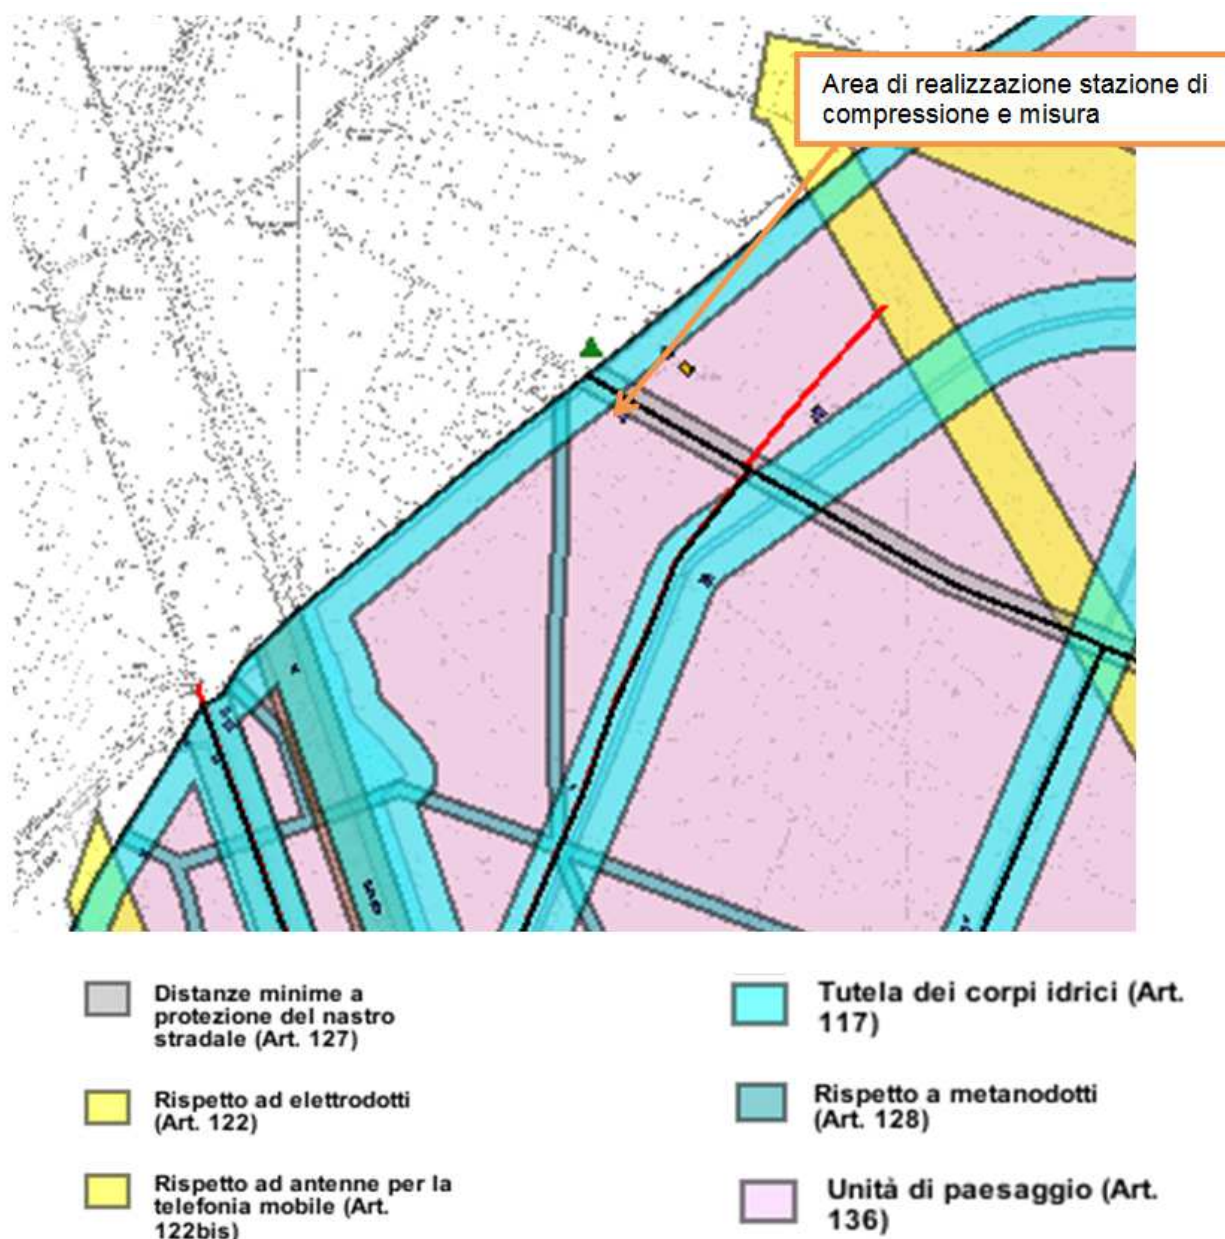 Area di realizzazione stazione di
compressione e misura
Distanze minime a
protezione del nastro
stradale (Art. 127)
Rispetto ad elettrodotti
(Art. 122)
Rispetto ad antenne per la
telefonia mobile (Art.
122bis)
Tutela dei corpi idrici (Art.
117)
Rispetto a metanodotti
(Art. 128)
Unità di paesaggio (Art.
136)